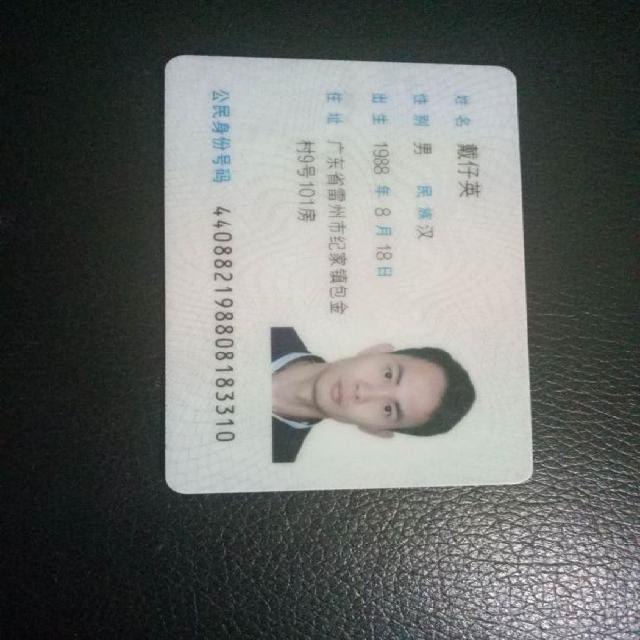 姓名 戴仔英
性别 男 民族 汉
出生 1988 年 8 月 18 日
住址 广东省雷州市纪家镇包金
村9号101房
公民身份号码 440882198808183310